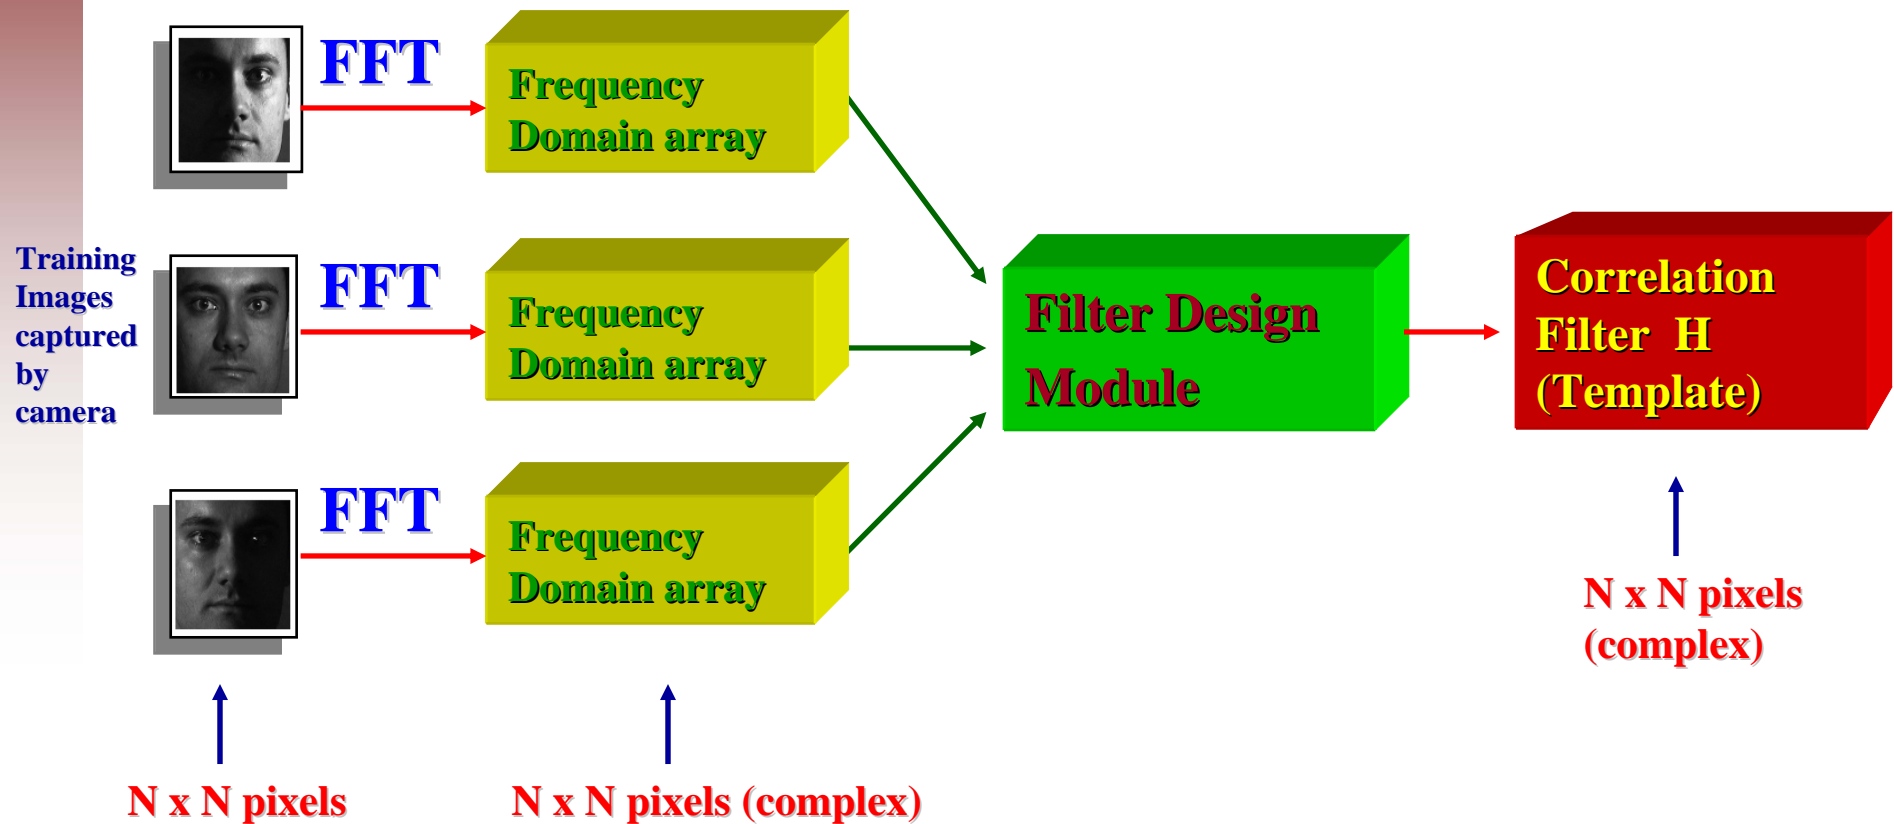 FFT
Frequency
Domain array
Training
Images
captured
by
camera
FFT
Frequency
Domain array
Filter Design
Module
Correlation
Filter H
(Template)
FFT
Frequency
Domain array
N x N pixels
(complex)
N x N pixels
N x N pixels (complex)